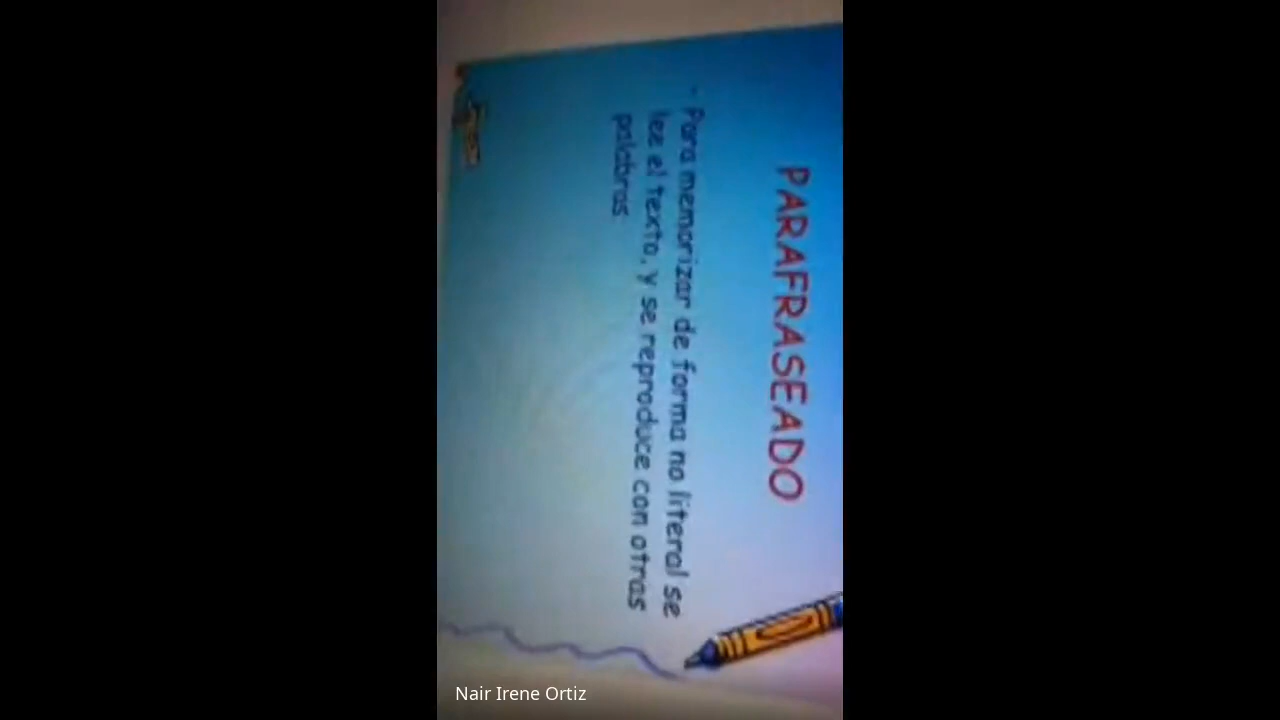 PARAFRASEADO
- Para memorizar de forma no literal se
lee el texto, y se reproduce con otras
palabras
Nair Irene Ortiz